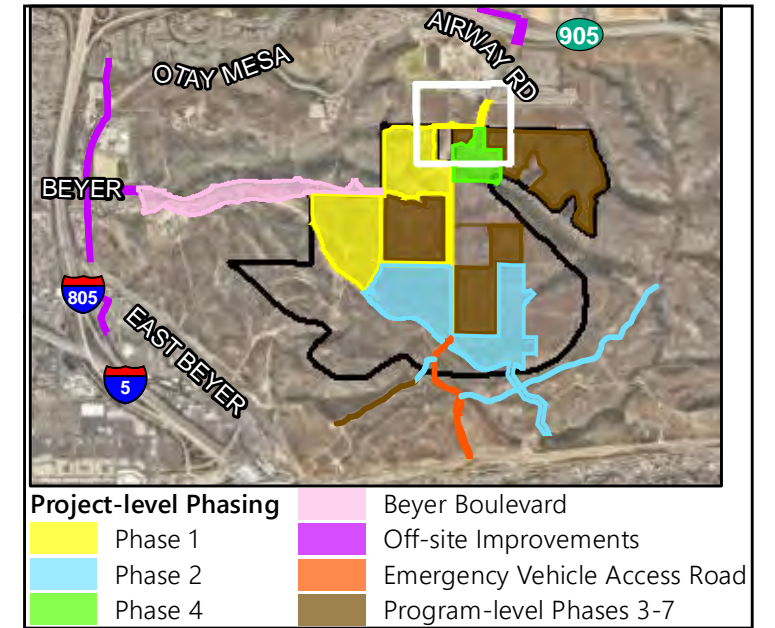 AIRWAY RD
905
OTAY MESA
BEYER
805
EAST BEYER
5
Project-level Phasing
Phase 1
Phase 2
Phase 4
Beyer Boulevard
Off-site Improvements
Emergency Vehicle Access Road
Program-level Phases 3-7